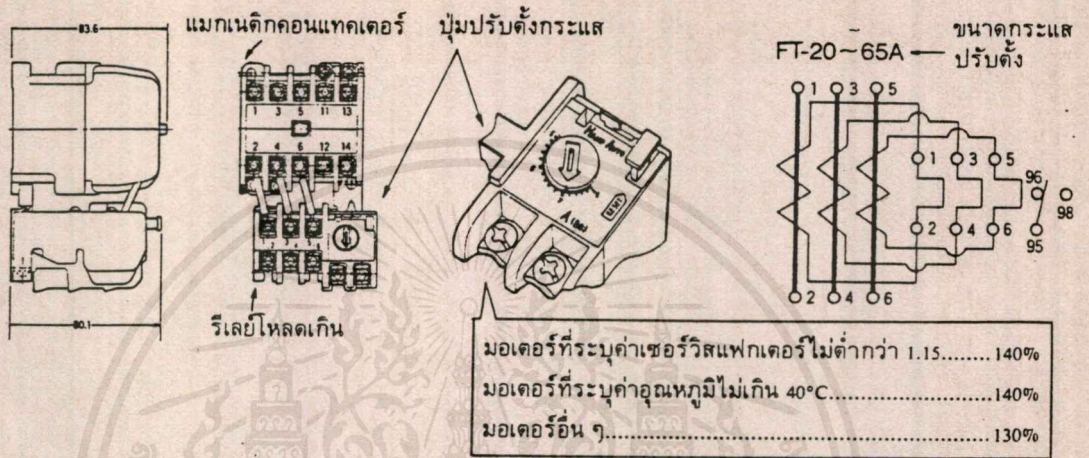 83.6
แมกเนติกคอนแทคเตอร์
ปุ่มปรับตั้งกระแส
FT-20~65A
ขนาดกระแส
ปรับตั้ง
1 3 5 11 13
2 4 6 12 14
รีเลย์โหลดเกิน
80.1
1 3 5
1 3 5
96
98
2 4 6
95
2 4 6
มอเตอร์ที่ระบุค่าเซอร์วิสแฟกเตอร์ไม่ต่ำกว่า 1.15........140%
มอเตอร์ที่ระบุค่าอุณหภูมิไม่เกิน 40°C........................140%
มอเตอร์อื่น ๆ........................................................130%